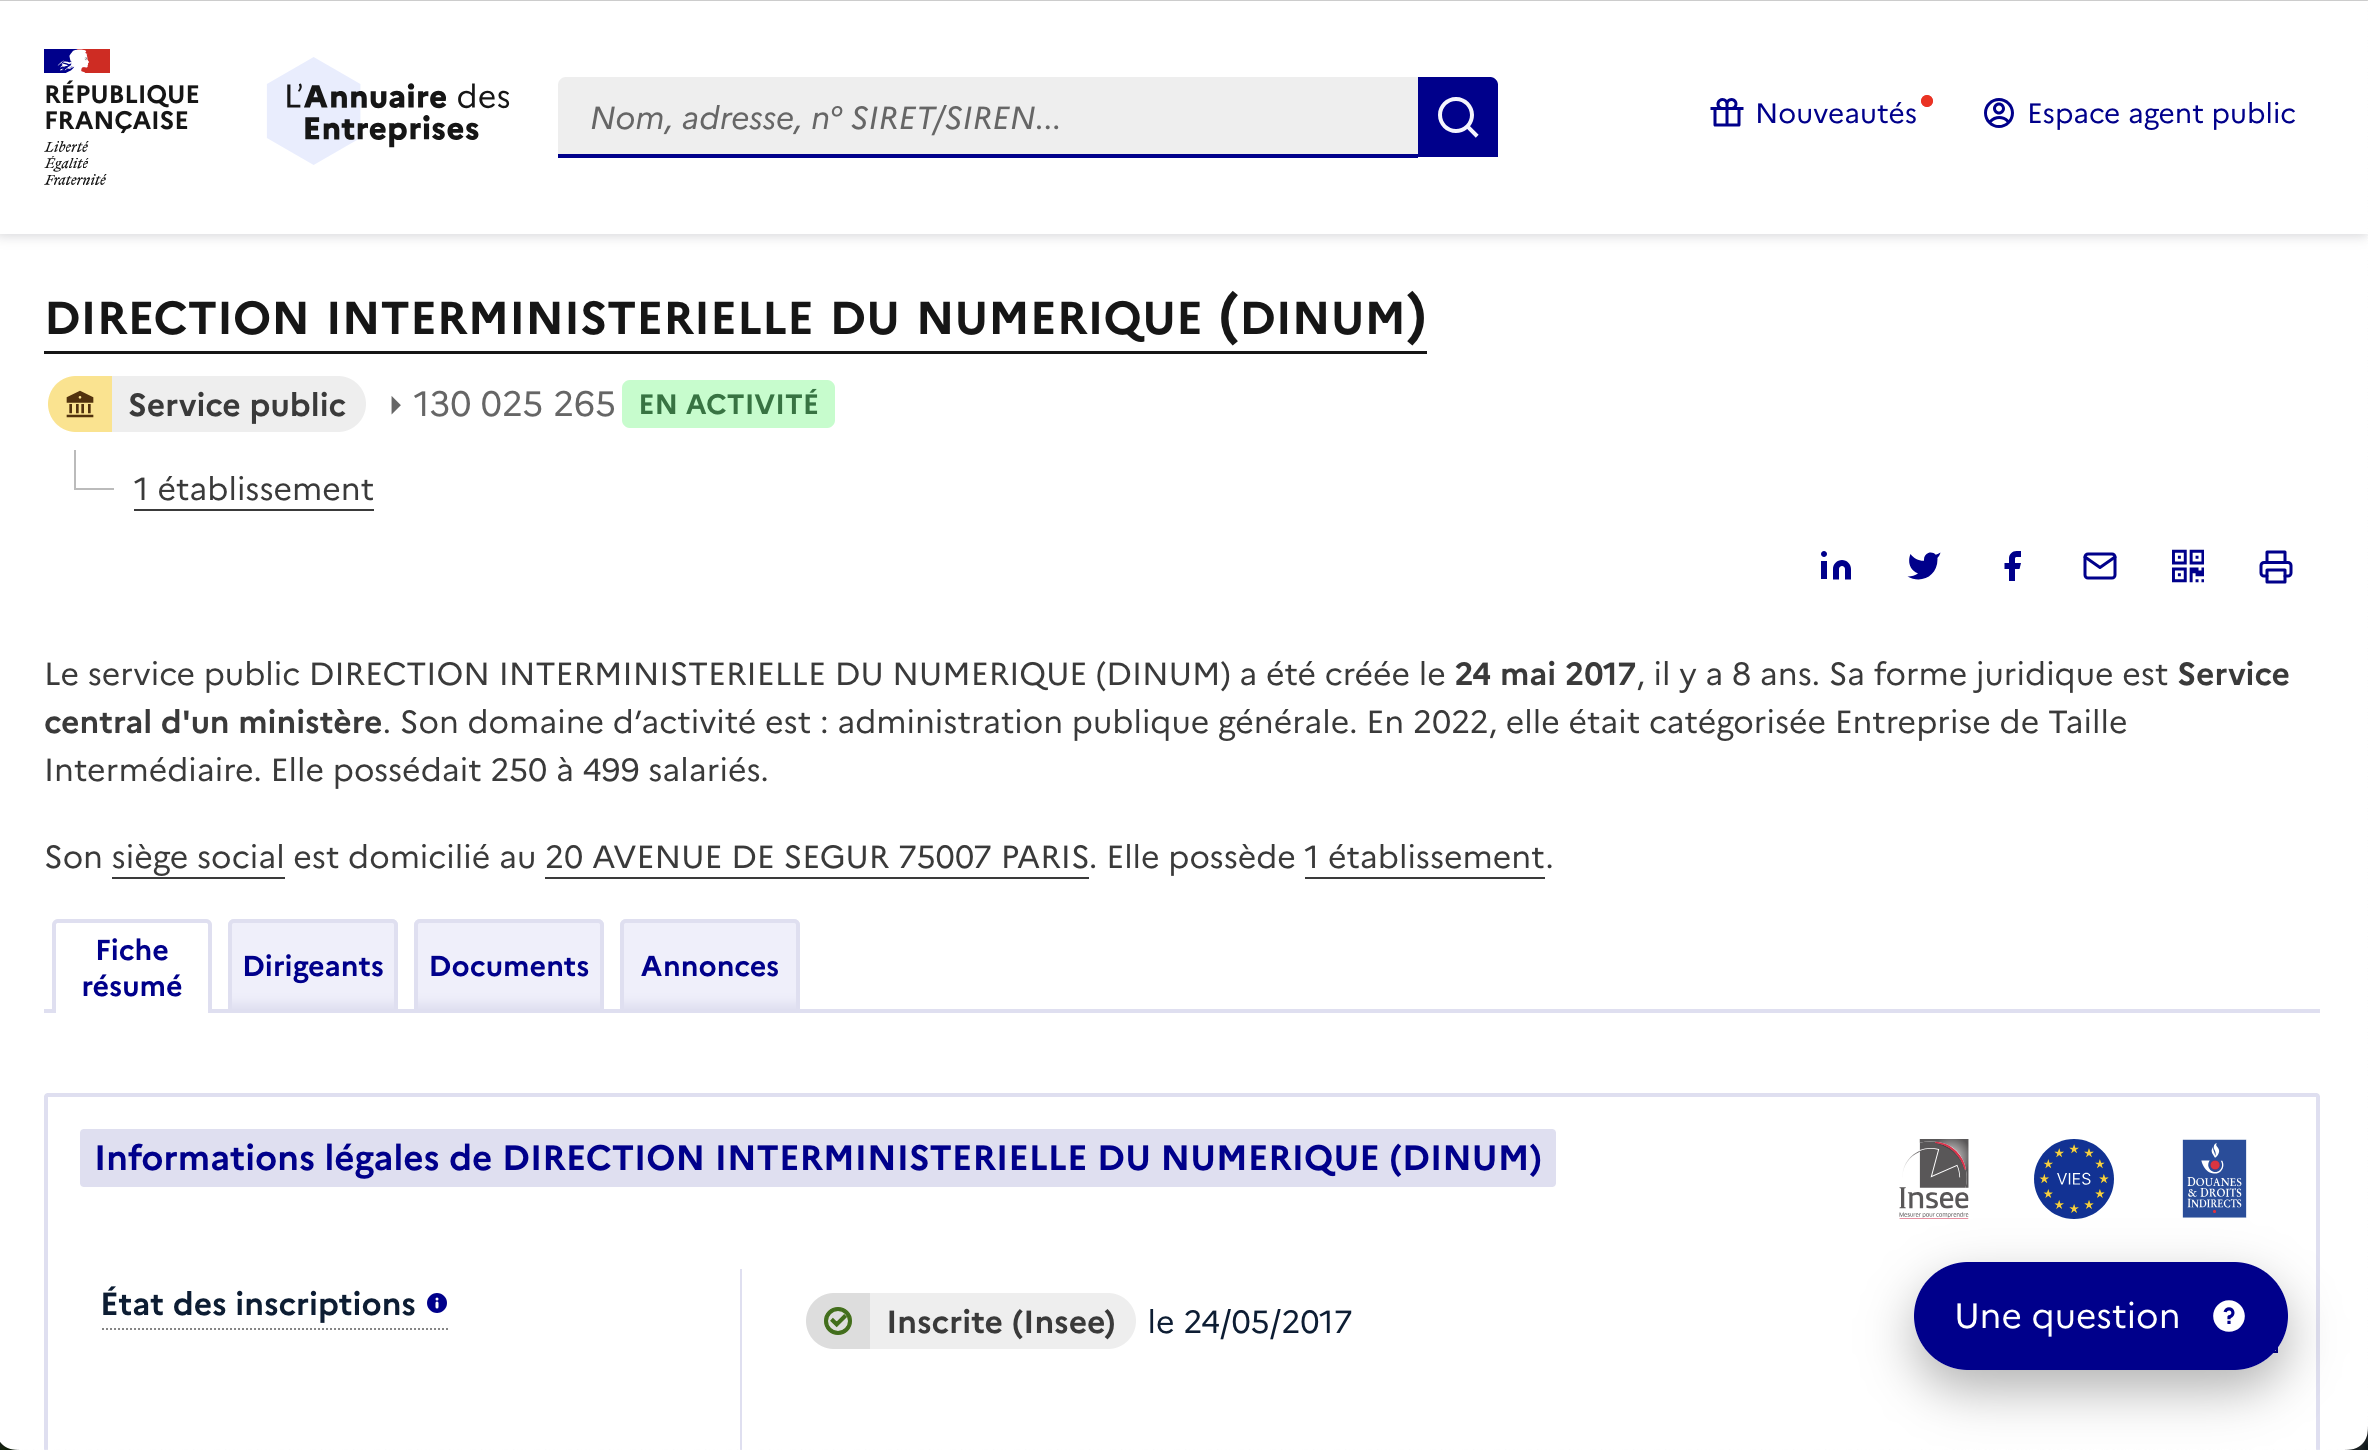 RÉPUBLIQUE
FRANÇAISE
Liberté
Égalité
Fraternité
L'Annuaire des
Entreprises
Nom, adresse, n° SIRET/SIREN...
Nouveautés
Espace agent public
DIRECTION INTERMINISTERIELLE DU NUMERIQUE (DINUM)
Service public
130 025 265
EN ACTIVITÉ
1 établissement
Le service public DIRECTION INTERMINISTERIELLE DU NUMERIQUE (DINUM) a été créée le 24 mai 2017, il y a 8 ans. Sa forme juridique est Service
central d'un ministère. Son domaine d’activité est : administration publique générale. En 2022, elle était catégorisée Entreprise de Taille
Intermédiaire. Elle possédait 250 à 499 salariés.
Son siège social est domicilié au 20 AVENUE DE SEGUR 75007 PARIS. Elle possède 1 établissement.
Fiche
résumé
Dirigeants
Documents
Annonces
Informations légales de DIRECTION INTERMINISTERIELLE DU NUMERIQUE (DINUM)
Insee
Mesurer pour comprendre
VIES
DOUANES
& DROITS
INDIRECTS
État des inscriptions
Inscrite (Insee) le 24/05/2017
Une question